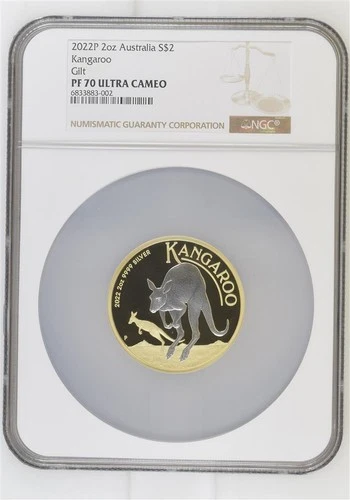 2022P 2oz Australia S$2
Kangaroo
Gilt
PF 70 ULTRA CAMEO
6833883-002
NUMISMATIC GUARANTY CORPORATION
NGC
KANGAROO
2022 2oz 9999 SILVER
P